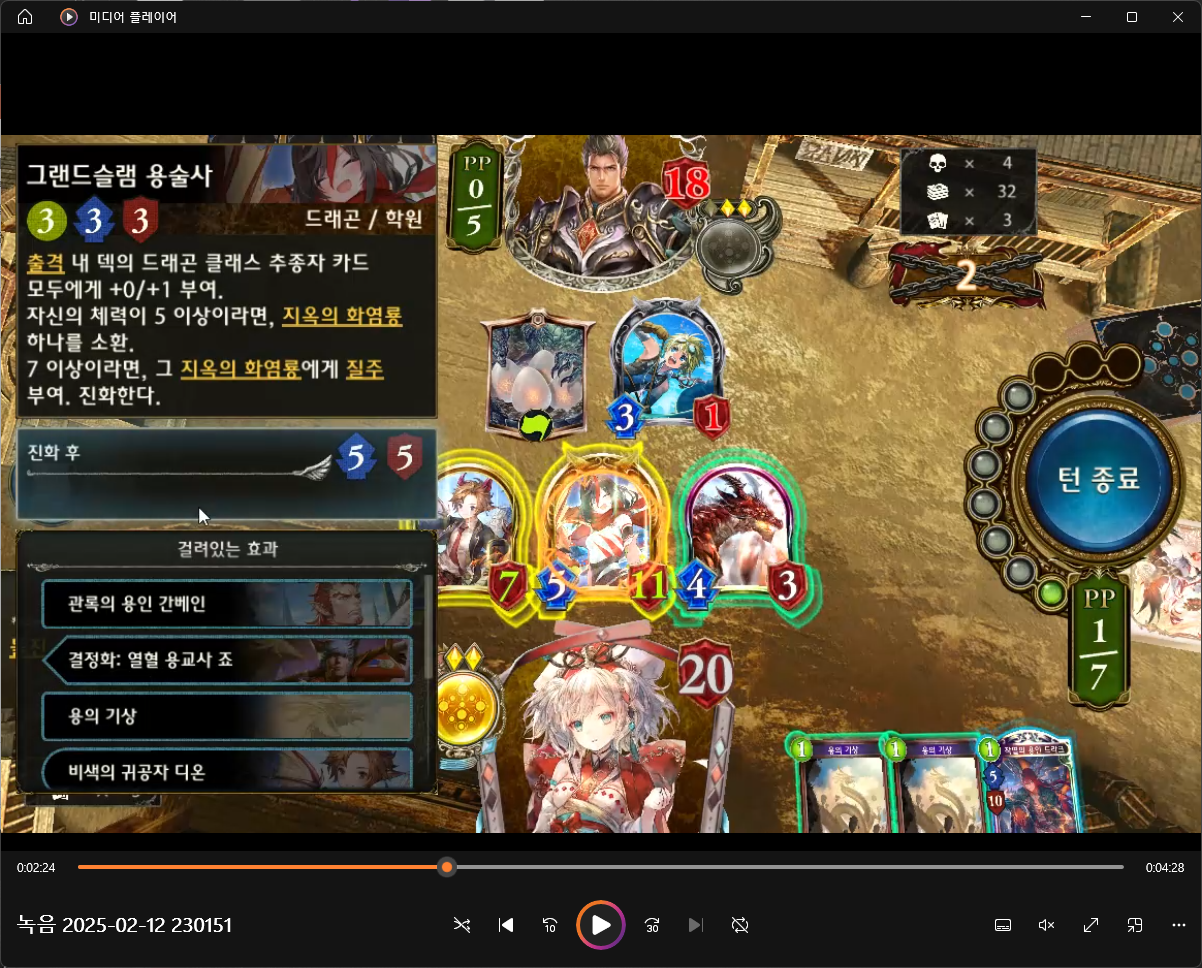 미디어 플레이어
그랜드슬램 용술사
3 3 3
드래곤 / 학원
출격 내 덱의 드래곤 클래스 추종자 카드
모두에게 +0/+1 부여.
자신의 체력이 5 이상이라면, 지옥의 화염룡
하나를 소환.
7 이상이라면, 그 지옥의 화염룡에게 질주
부여. 진화한다.
진화 후
5 5
걸려있는 효과
관록의 용인 간베인
결정화: 열혈 용교사 죠
용의 기상
비색의 귀공자 디온
PP
0
5
18
× 4
× 32
× 3
2
3 1
7 5 11 4 3
턴 종료
PP
1
7
20
1 용의 기상
1 용의 기상
1
5
10
0:02:24
0:04:28
녹음 2025-02-12 230151
10
30